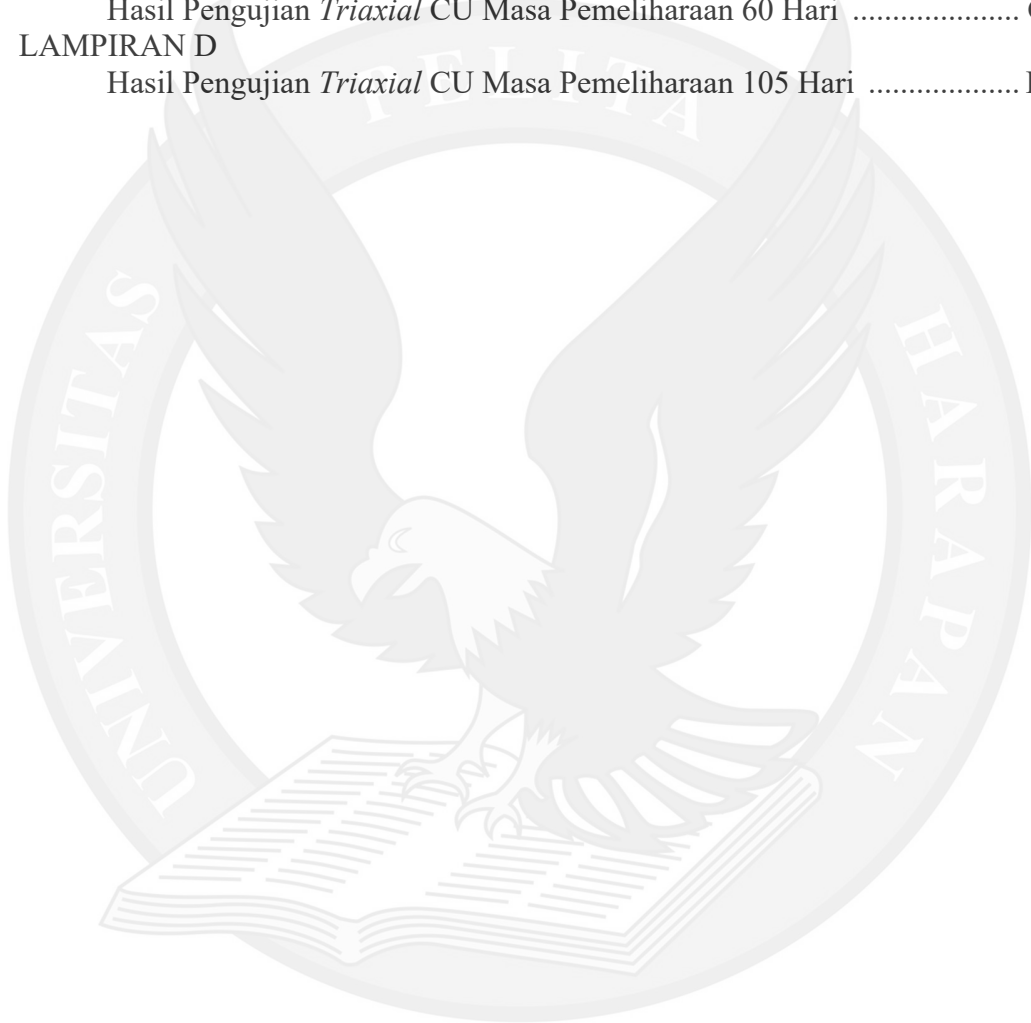 Hasil Pengujian Triaxial CU Masa Pemeliharaan 60 Hari .....................
LAMPIRAN D
Hasil Pengujian Triaxial CU Masa Pemeliharaan 105 Hari ...................
UNIVERSITAS PELITA HARAPAN